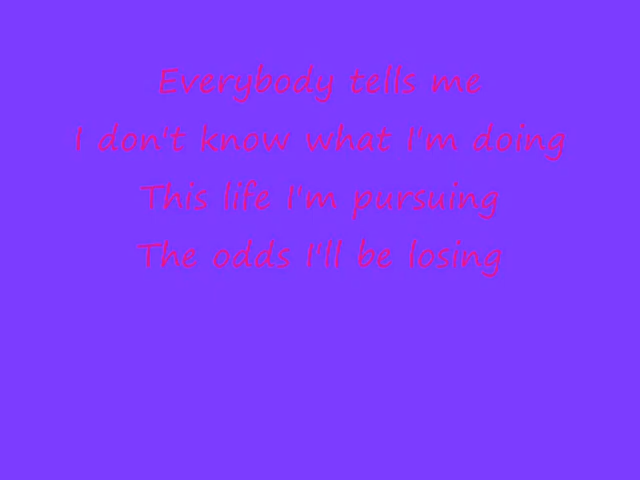 Everybody tells me
I don't know what I'm doing
This life I'm pursuing
The odds I'll be losing